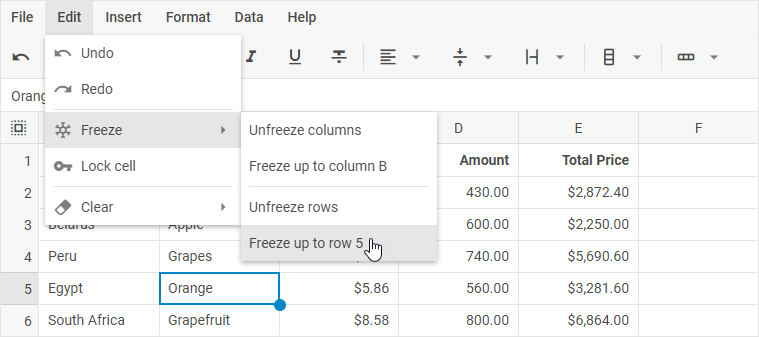 File Edit Insert Format Data Help
Undo
I U T
Redo
Orang
Freeze Unfreeze columns D E F
Lock cell Freeze up to column B 1 Amount Total Price
2 430.00 $2,872.40
Clear Unfreeze rows
3 Belarus Apple 600.00 $2,250.00
Freeze up to row 5
4 Peru Grapes 740.00 $5,690.60
5 Egypt Orange $5.86 560.00 $3,281.60
6 South Africa Grapefruit $8.58 800.00 $6,864.00